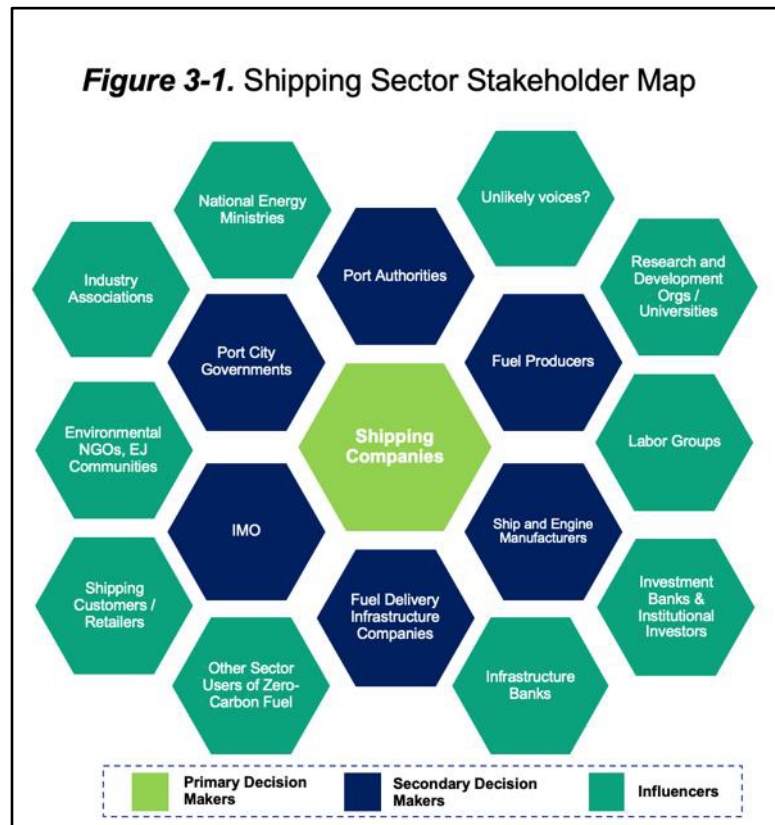 Figure 3-1. Shipping Sector Stakeholder Map
National Energy
Ministries
Unlikely voices?
Industry
Associations
Port Authorities
Research and
Development
Orgs /
Universities
Port City
Governments
Fuel Producers
Environmental
NGOs, EJ
Communities
Shipping
Companies
Labor Groups
IMO
Ship and Engine
Manufacturers
Shipping
Customers /
Retailers
Fuel Delivery
Infrastructure
Companies
Investment
Banks &
Institutional
Investors
Other Sector
Users of Zero-
Carbon Fuel
Infrastructure
Banks
Primary Decision
Makers
Secondary Decision
Makers
Influencers